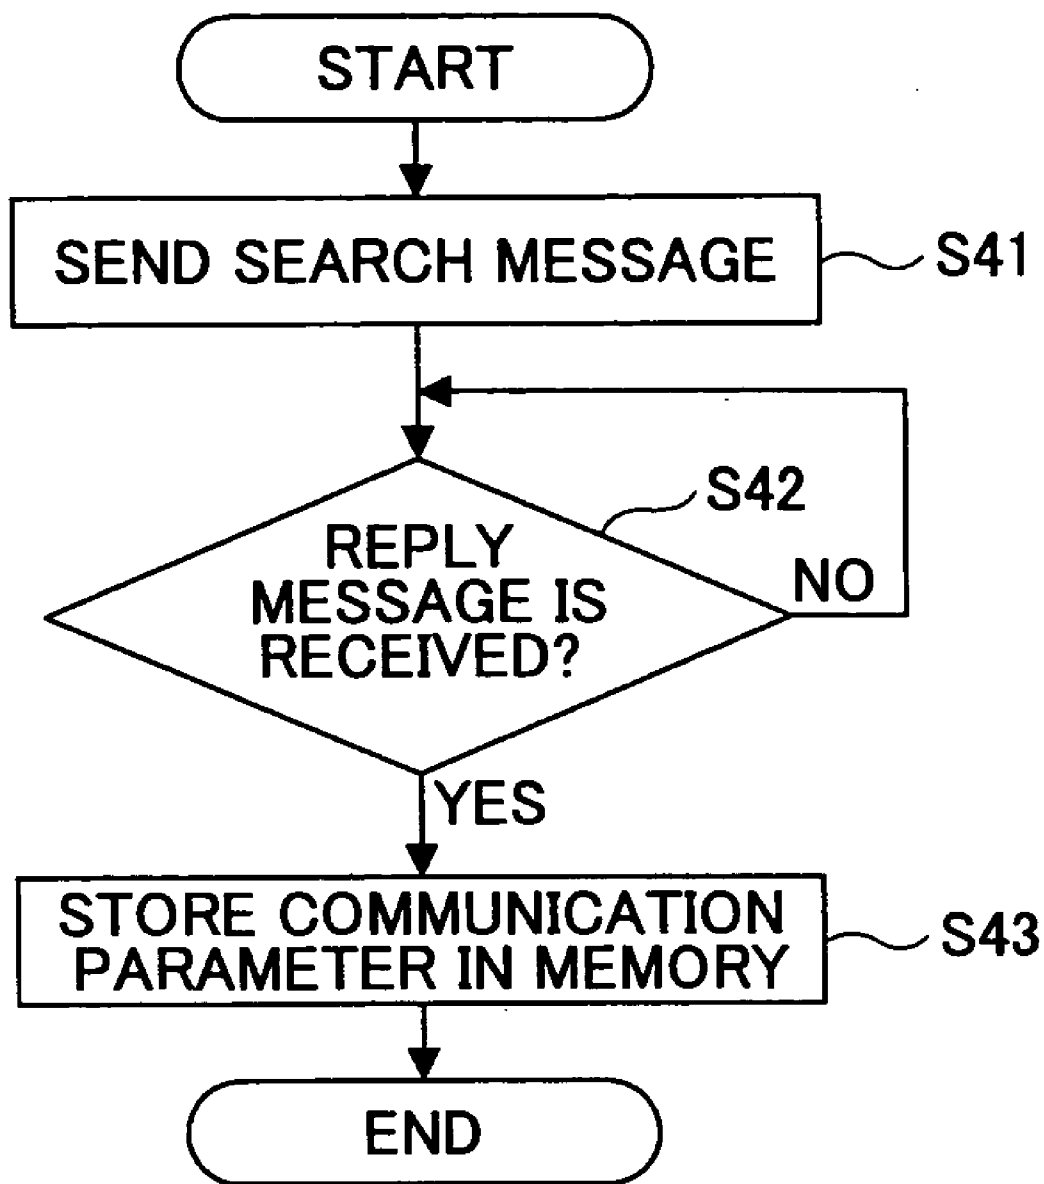 START
SEND SEARCH MESSAGE
S41
S42
REPLY
MESSAGE IS
RECEIVED?
NO
YES
STORE COMMUNICATION
PARAMETER IN MEMORY
S43
END